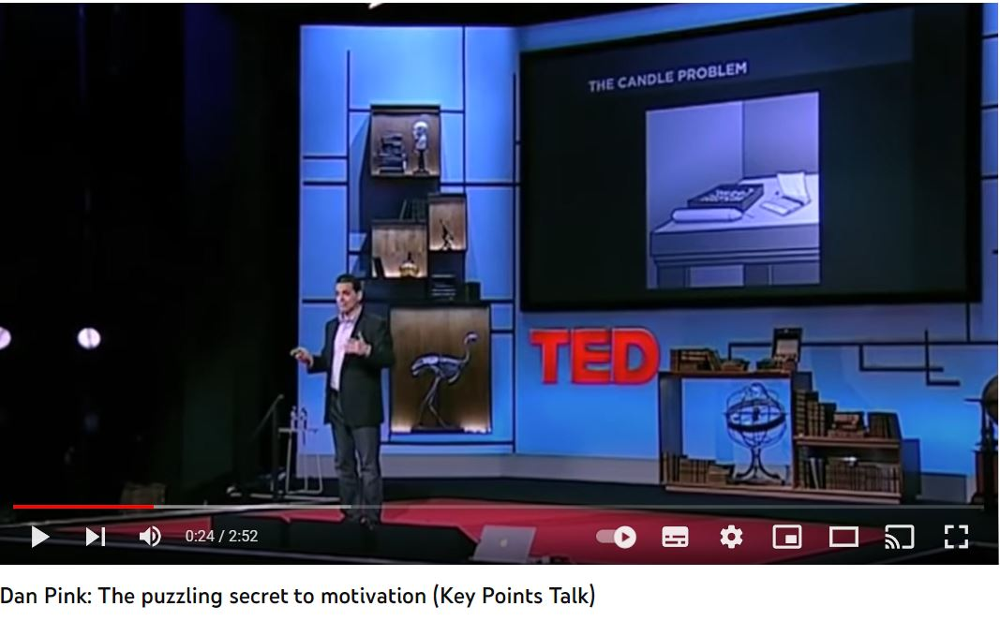 THE CANDLE PROBLEM
TED
0:24 / 2:52
Dan Pink: The puzzling secret to motivation (Key Points Talk)